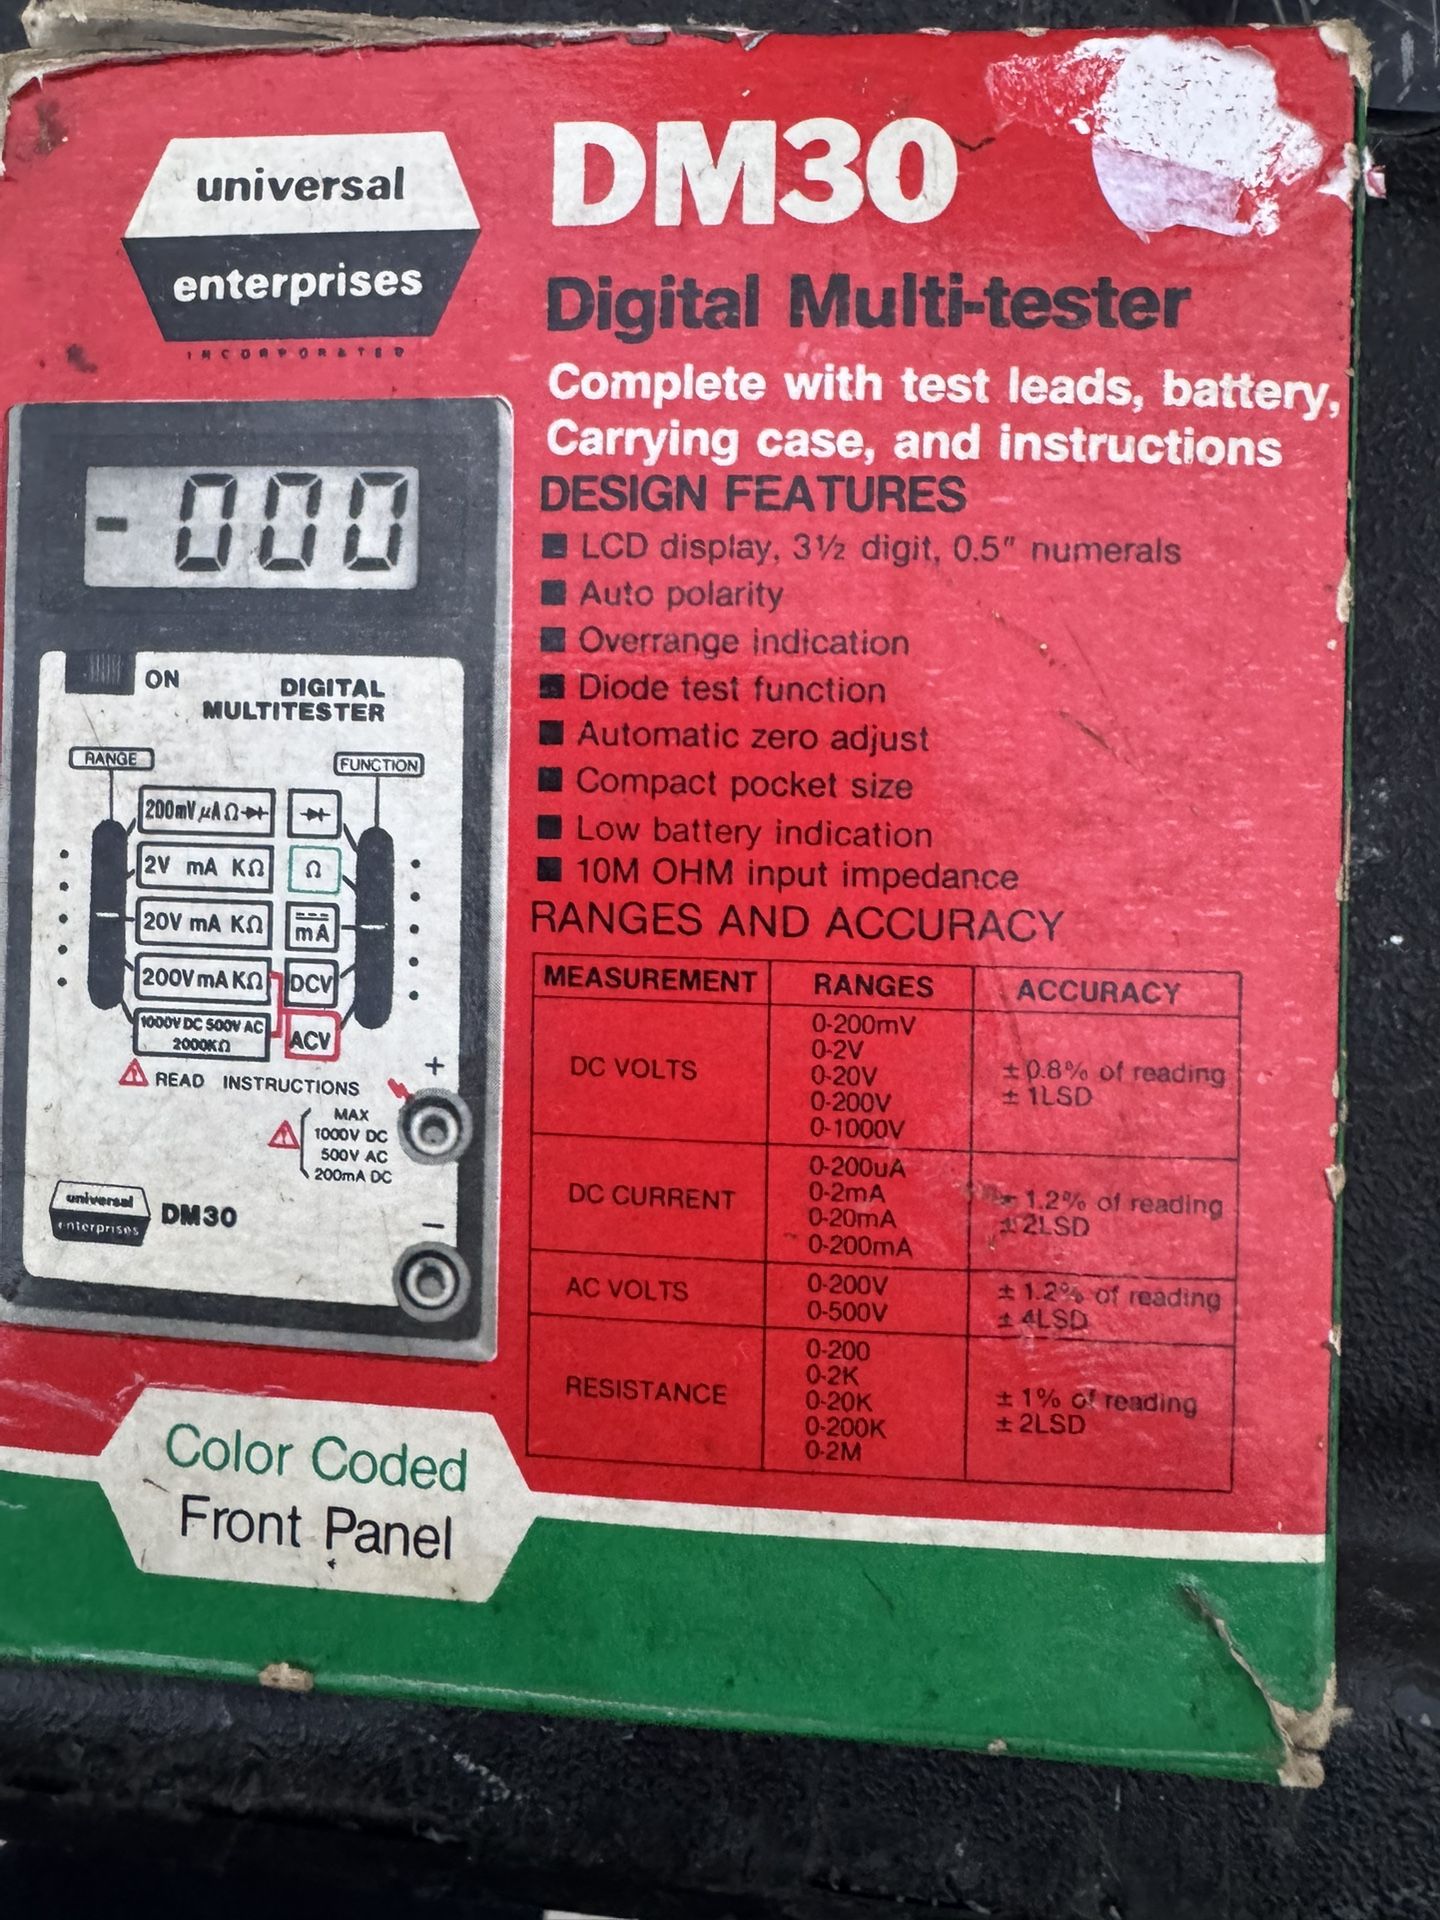 universal
enterprises
INCORPORATED
DM30
Digital Multi-tester
Complete with test leads, battery,
Carrying case, and instructions
DESIGN FEATURES
■ LCD display, 3½ digit, 0.5″ numerals
■ Auto polarity
■ Overrange indication
■ Diode test function
■ Automatic zero adjust
■ Compact pocket size
■ Low battery indication
■ 10M OHM input impedance
RANGES AND ACCURACY
MEASUREMENT RANGES ACCURACY
DC VOLTS
0-200mV
0-2V
0-20V
0-200V
0-1000V
± 0.8% of reading
± 1LSD
DC CURRENT
0-200uA
0-2mA
0-20mA
0-200mA
± 1.2% of reading
± 2LSD
AC VOLTS
0-200V
0-500V
± 1.2% of reading
± 4LSD
RESISTANCE
0-200
0-2K
0-20K
0-200K
0-2M
± 1% of reading
± 2LSD
- 000
ON
DIGITAL
MULTITESTER
RANGE FUNCTION
200mV μA Ω
2V mA KΩ Ω
20V mA KΩ mA
200V mA KΩ DCV
1000V DC 500V AC
2000KΩ
ACV
READ INSTRUCTIONS
+
MAX
1000V DC
500V AC
200mA DC
universal
enterprises
DM30
−
Color Coded
Front Panel